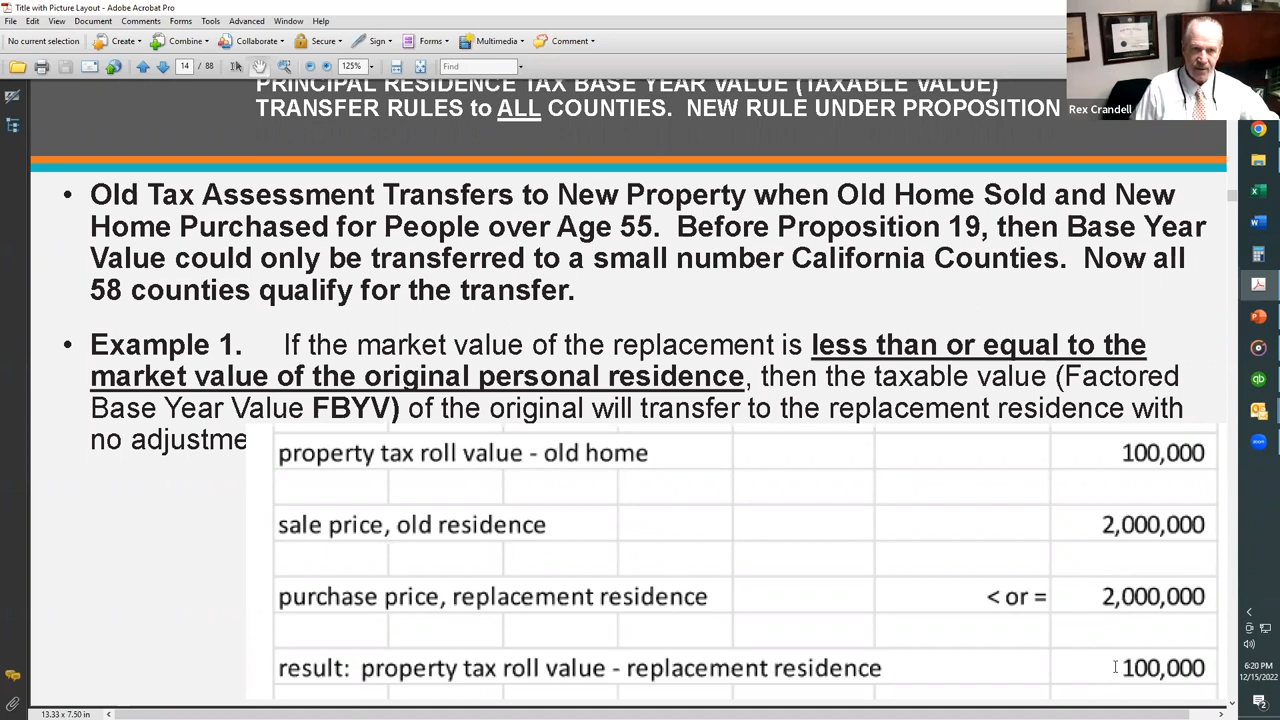 Title with Picture Layout - Adobe Acrobat Pro
File Edit View Document Comments Forms Tools Advanced Window Help
No current selection Create Combine Collaborate Secure Sign Forms Multimedia Comment
14 / 88 125% Find
PRINCIPAL RESIDENCE TAX BASE YEAR VALUE (TAXABLE VALUE)
TRANSFER RULES to ALL COUNTIES. NEW RULE UNDER PROPOSITION
Rex Crandell
• Old Tax Assessment Transfers to New Property when Old Home Sold and New
Home Purchased for People over Age 55. Before Proposition 19, then Base Year
Value could only be transferred to a small number California Counties. Now all
58 counties qualify for the transfer.
• Example 1. If the market value of the replacement is less than or equal to the
market value of the original personal residence, then the taxable value (Factored
Base Year Value FBYV) of the original will transfer to the replacement residence with
no adjustme
property tax roll value - old home 100,000
sale price, old residence 2,000,000
purchase price, replacement residence < or = 2,000,000
result: property tax roll value - replacement residence 100,000
6:20 PM
12/15/2022
13.33 x 7.50 in